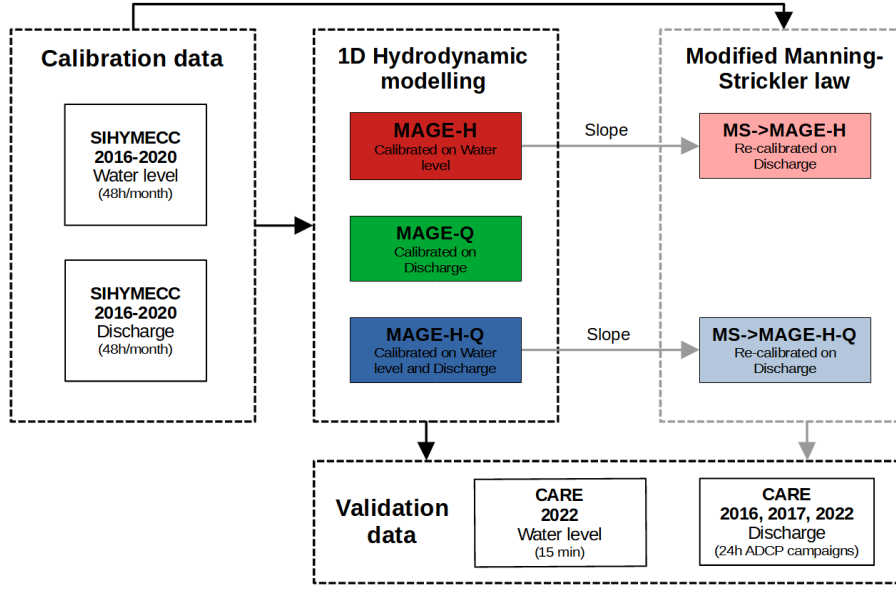 Calibration data
SIHYMECC
2016-2020
Water level
(48h/month)
SIHYMECC
2016-2020
Discharge
(48h/month)
1D Hydrodynamic
modelling
MAGE-H
Calibrated on Water
level
MAGE-Q
Calibrated on
Discharge
MAGE-H-Q
Calibrated on Water
level and Discharge
Slope
Slope
Modified Manning-
Strickler law
MS->MAGE-H
Re-calibrated on
Discharge
MS->MAGE-H-Q
Re-calibrated on
Discharge
Validation
data
CARE
2022
Water level
(15 min)
CARE
2016, 2017, 2022
Discharge
(24h ADCP campaigns)